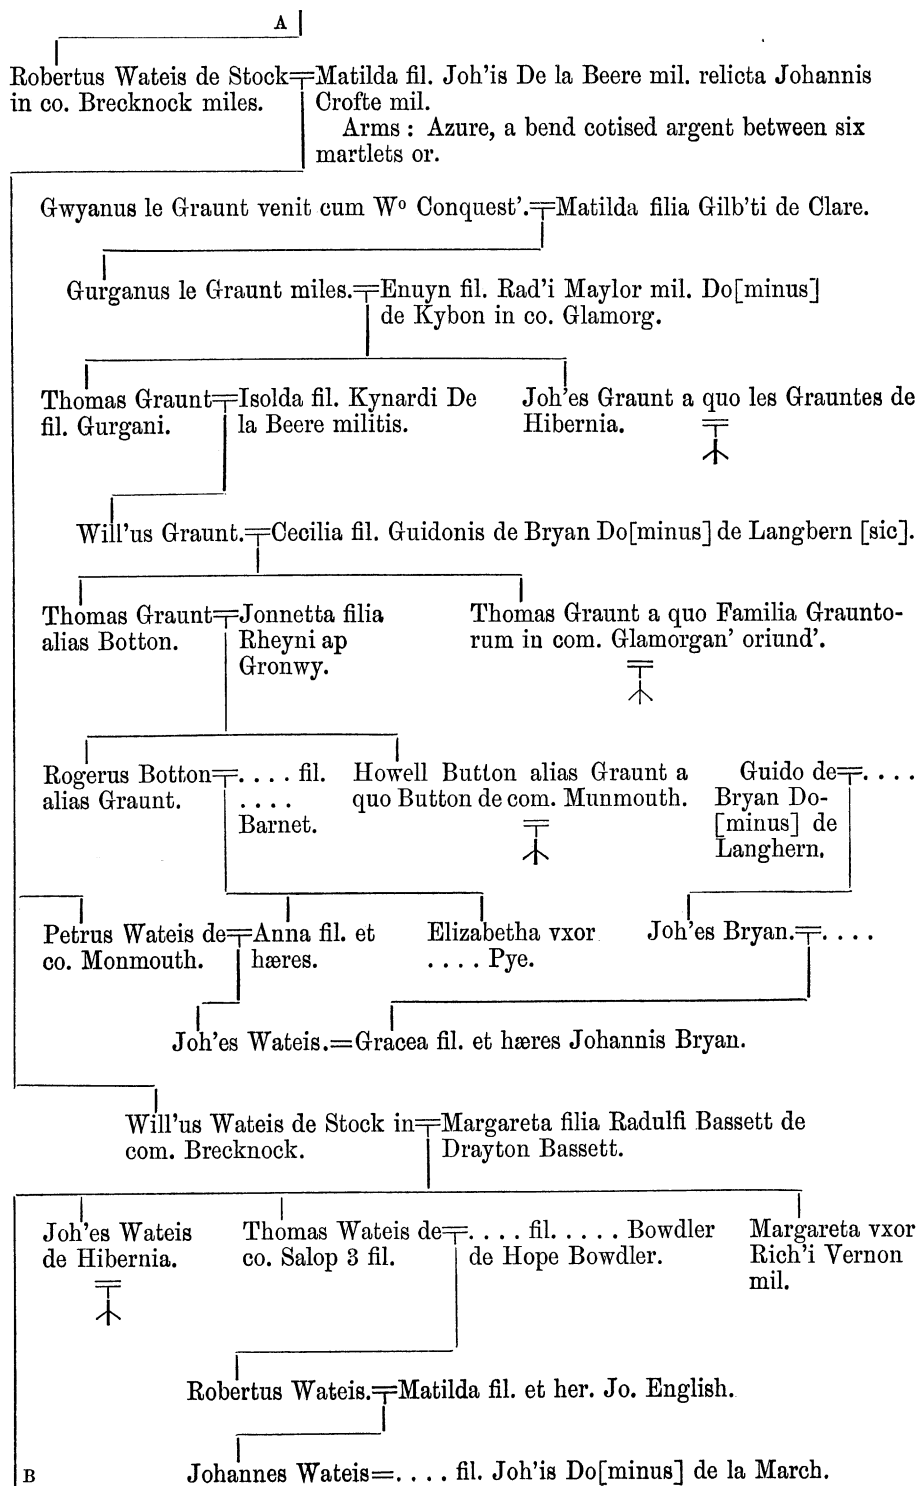 A
Robertus Wateis de Stock Matilda fil. Joh'is De la Beere mil. relicta Johannis
in co. Brecknock miles. Crofte mil.
Arms : Azure, a bend cotised argent between six
martlets or.
Gwyanus le Graunt venit cum Wº Conquest'. Matilda filia Gilb'ti de Clare.
Gurganus le Graunt miles. Enuyn fil. Rad'i Maylor mil. Do[minus]
de Kybon in co. Glamorg.
Thomas Graunt Isolda fil. Kynardi De Joh'es Graunt a quo les Grauntes de
fil. Gurgani. la Beere militis. Hibernia.
Will'us Graunt. Cecilia fil. Guidonis de Bryan Do[minus] de Langbern [sic].
Thomas Graunt Jonnetta filia Thomas Graunt a quo Familia Graunto-
alias Botton. Rheyni ap rum in com. Glamorgan' oriund'.
Gronwy.
Rogerus Botton . . . . fil. Howell Button alias Graunt a Guido de . . . .
alias Graunt. . . . . quo Button de com. Munmouth. Bryan Do-
Barnet. [minus] de
Langhern.
Petrus Wateis de Anna fil. et Elizabetha vxor Joh'es Bryan. . . . .
co. Monmouth. hæres. . . . . Pye.
Joh'es Wateis.=Gracea fil. et hæres Johannis Bryan.
Will'us Wateis de Stock in Margareta filia Radulfi Bassett de
com. Brecknock. Drayton Bassett.
Joh'es Wateis Thomas Wateis de . . . . fil. . . . . Bowdler Margareta vxor
de Hibernia. co. Salop 3 fil. de Hope Bowdler. Rich'i Vernon
mil.
Robertus Wateis. Matilda fil. et her. Jo. English.
B Johannes Wateis=. . . . fil. Joh'is Do[minus] de la March.